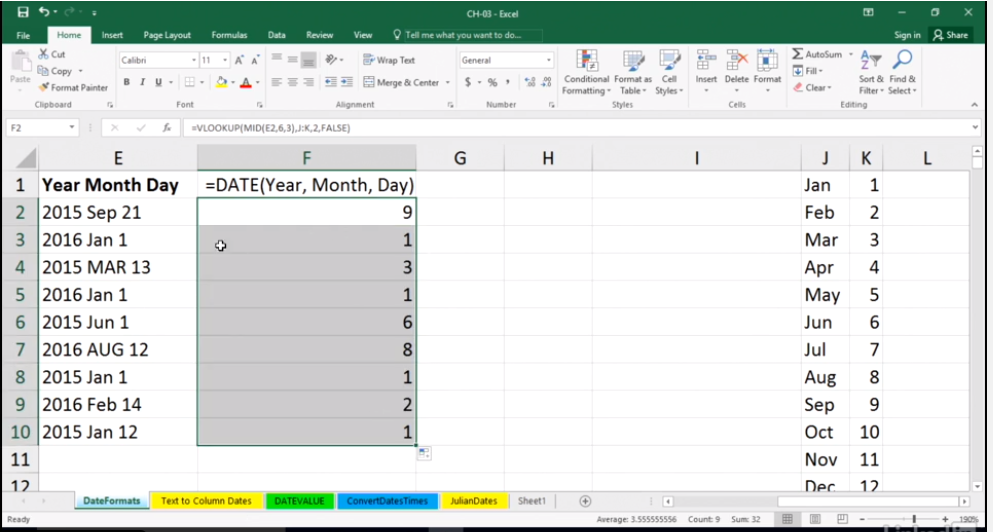 CH-03 - Excel
File Home Insert Page Layout Formulas Data Review View Tell me what you want to do... Sign in Share
Cut
Copy
Format Painter
Paste
Calibri 11
B I U
Wrap Text
Merge & Center
General
$ % ,
Conditional Formatting
Format as Table
Cell Styles
Insert Delete Format
AutoSum
Fill
Clear
Sort & Filter
Find & Select
Clipboard Font Alignment Number Styles Cells Editing
F2 fx =VLOOKUP(MID(E2,6,3),J:K,2,FALSE)
E F G H I J K L
1 Year Month Day =DATE(Year, Month, Day) Jan 1
2 2015 Sep 21 9 Feb 2
3 2016 Jan 1 1 Mar 3
4 2015 MAR 13 3 Apr 4
5 2016 Jan 1 1 May 5
6 2015 Jun 1 6 Jun 6
7 2016 AUG 12 8 Jul 7
8 2015 Jan 1 1 Aug 8
9 2016 Feb 14 2 Sep 9
10 2015 Jan 12 1 Oct 10
11 Nov 11
12 Dec 12
DateFormats Text to Column Dates DATEVALUE ConvertDatesTimes JulianDates Sheet1
Ready Average: 3.555555556 Count: 9 Sum: 32 190%